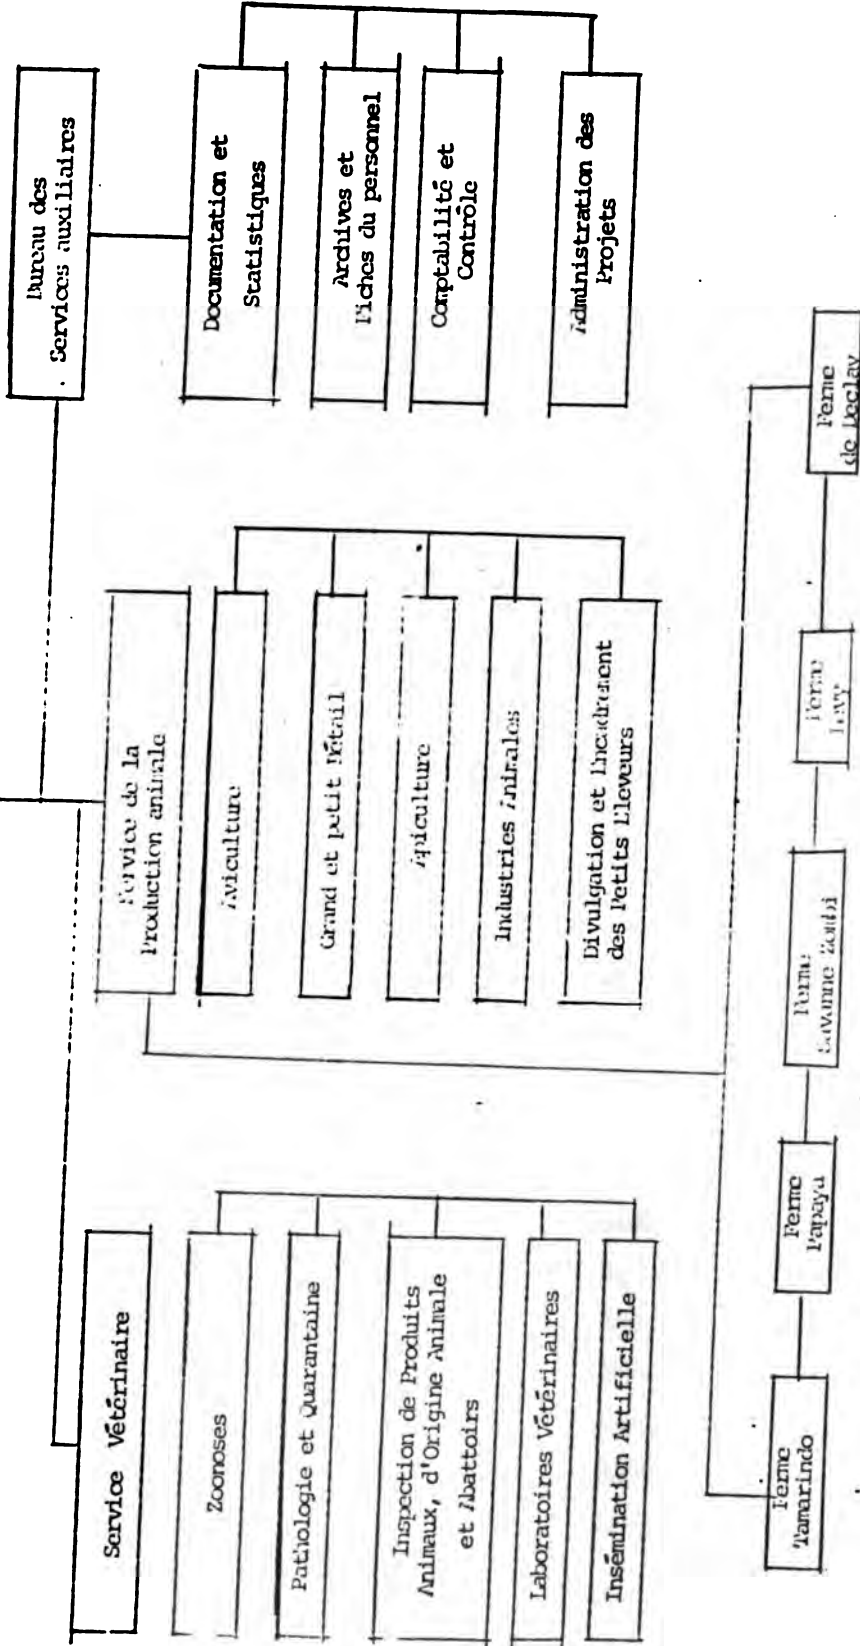 Service Vétérinaire
Zoonoses
Pathologie et Quarantaine
Inspection de Produits
Animaux, d'Origine Animale
et Abattoirs
Laboratoires Vétérinaires
Insémination Artificielle
Service de la
Production animale
Aviculture
Grand et petit Bétail
Apiculture
Industries Animales
Divulgation et Encadrement
des Petits Eleveurs
Bureau des
Services auxiliaires
Documentation et
Statistiques
Archives et
Fiches du personnel
Comptabilité et
Contrôle
Administration des
Projets
Ferme
Tamarindo
Ferme
Papaya
Ferme
Savanne Zombi
Ferme
Levy
Ferme
de Declay